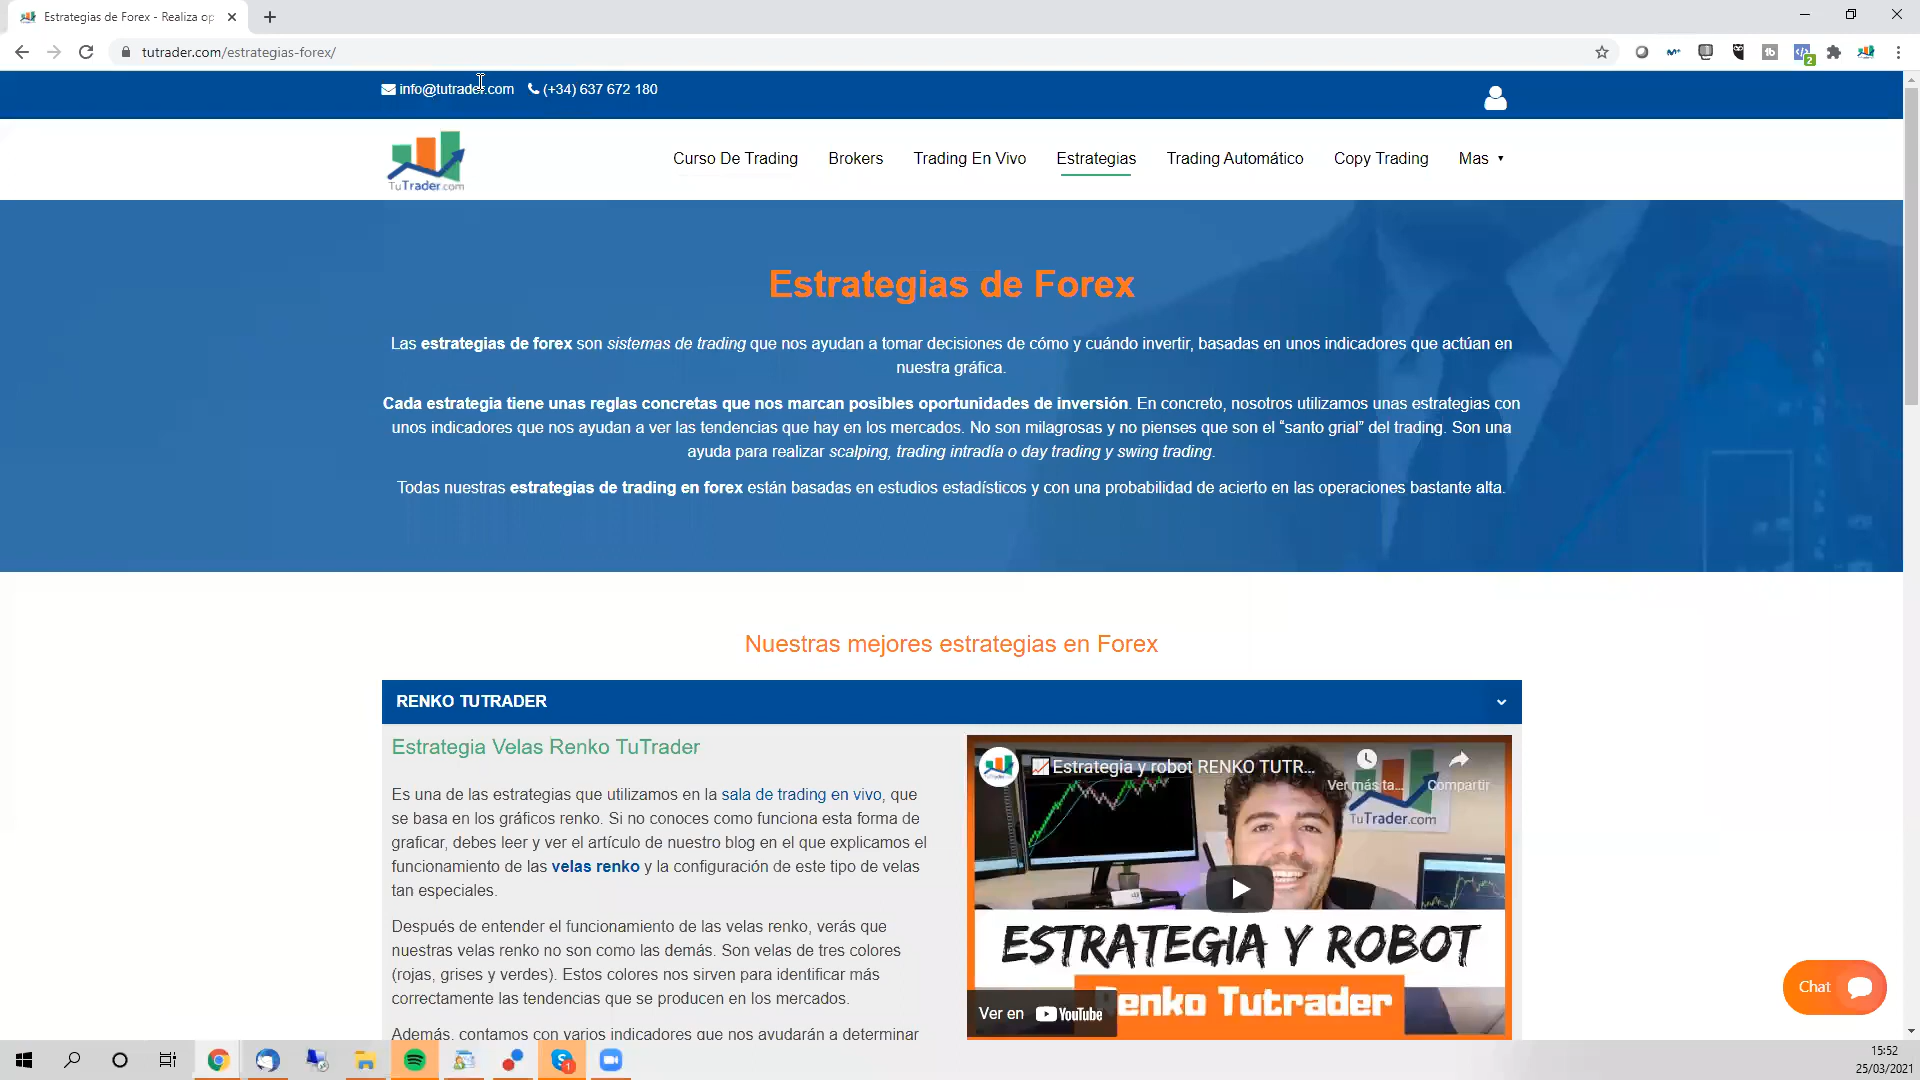 Estrategias de Forex - Realiza op
tutrader.com/estrategias-forex/
info@tutrader.com (+34) 637 672 180
TuTrader.com
Curso De Trading Brokers Trading En Vivo Estrategias Trading Automático Copy Trading Mas
Estrategias de Forex
Las estrategias de forex son sistemas de trading que nos ayudan a tomar decisiones de cómo y cuándo invertir, basadas en unos indicadores que actúan en
nuestra gráfica.
Cada estrategia tiene unas reglas concretas que nos marcan posibles oportunidades de inversión. En concreto, nosotros utilizamos unas estrategias con
unos indicadores que nos ayudan a ver las tendencias que hay en los mercados. No son milagrosas y no pienses que son el “santo grial” del trading. Son una
ayuda para realizar scalping, trading intradía o day trading y swing trading.
Todas nuestras estrategias de trading en forex están basadas en estudios estadísticos y con una probabilidad de acierto en las operaciones bastante alta.
Nuestras mejores estrategias en Forex
RENKO TUTRADER
Estrategia Velas Renko TuTrader
Es una de las estrategias que utilizamos en la sala de trading en vivo, que
se basa en los gráficos renko. Si no conoces como funciona esta forma de
graficar, debes leer y ver el artículo de nuestro blog en el que explicamos el
funcionamiento de las velas renko y la configuración de este tipo de velas
tan especiales.
Después de entender el funcionamiento de las velas renko, verás que
nuestras velas renko no son como las demás. Son velas de tres colores
(rojas, grises y verdes). Estos colores nos sirven para identificar más
correctamente las tendencias que se producen en los mercados.
Además, contamos con varios indicadores que nos ayudarán a determinar
Estrategia y robot RENKO TUTR...
Ver más ta... Compartir
TuTrader.com
ESTRATEGIA Y ROBOT
Renko Tutrader
Ver en YouTube
Chat
2
1
15:52
25/03/2021